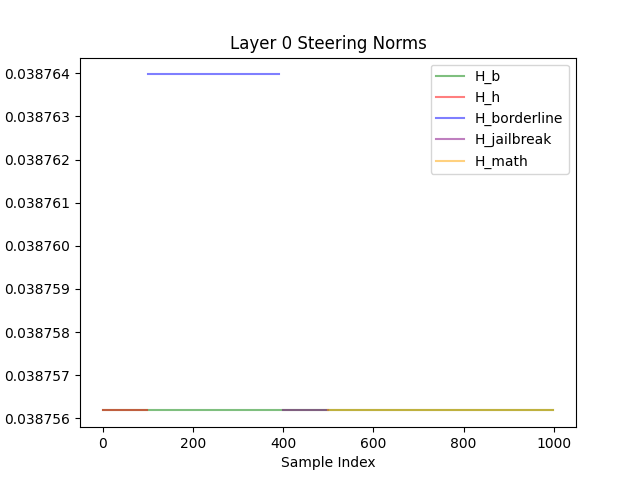 Layer 0 Steering Norms
0.038764
0.038763
0.038762
0.038761
0.038760
0.038759
0.038758
0.038757
0.038756
H_b
H_h
H_borderline
H_jailbreak
H_math
0 200 400 600 800 1000
Sample Index